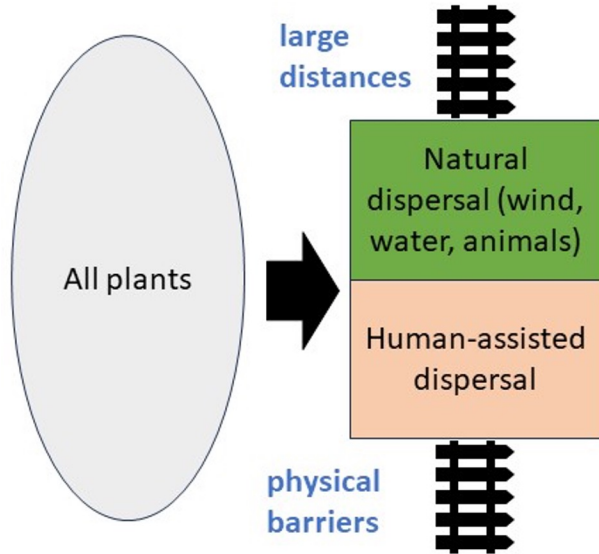 large
distances
All plants
Natural
dispersal (wind,
water, animals)
Human-assisted
dispersal
physical
barriers